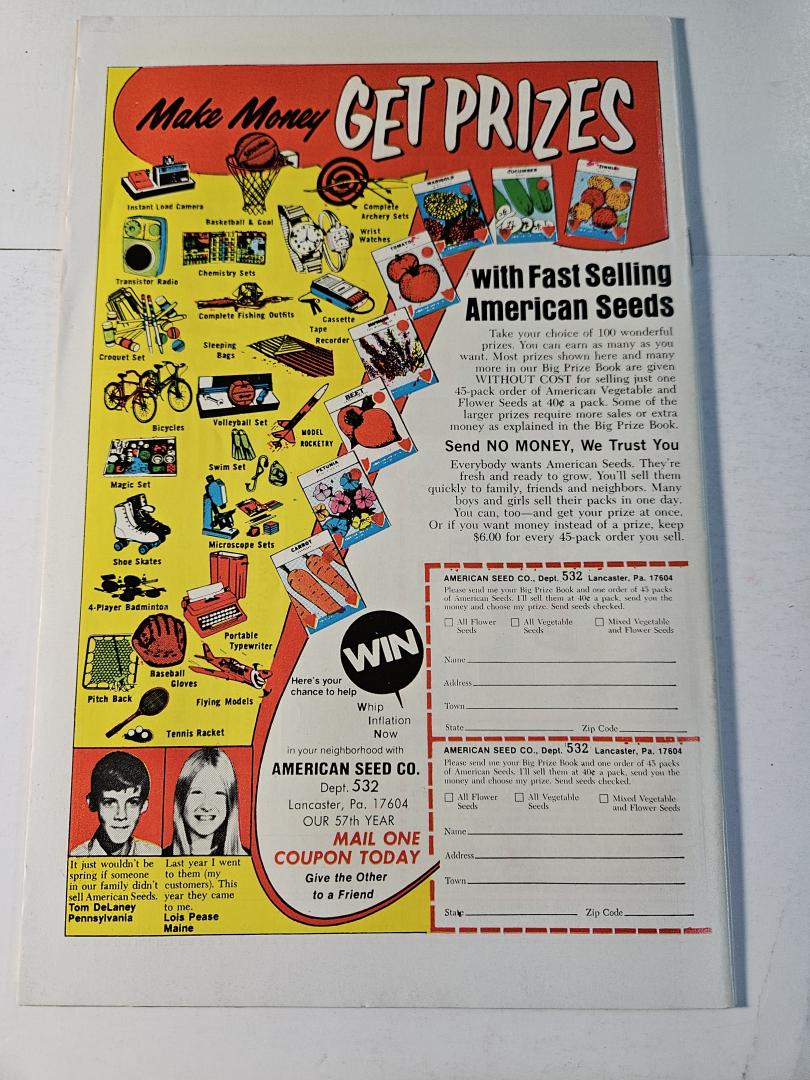 Make Money GET PRIZES
Instant Load Camera
Basketball & Goal
Complete
Archery Sets
Wrist
Watches
Transistor Radio
Chemistry Sets
Complete Fishing Outfits
Cassette
Tape
Recorder
Croquet Set
Sleeping
Bags
Bicycles
Volleyball Set
MODEL
ROCKETRY
Magic Set
Swim Set
Shoe Skates
Microscope Sets
4-Player Badminton
Portable
Typewriter
Pitch Back
Baseball
Gloves
Flying Models
Tennis Racket
MARIGOLD
CUCUMBER
ZINNIAS
TOMATO
BEET
PETUNIA
CARROT
with Fast Selling
American Seeds
Take your choice of 100 wonderful
prizes. You can earn as many as you
want. Most prizes shown here and many
more in our Big Prize Book are given
WITHOUT COST for selling just one
45-pack order of American Vegetable and
Flower Seeds at 40¢ a pack. Some of the
larger prizes require more sales or extra
money as explained in the Big Prize Book.
Send NO MONEY, We Trust You
Everybody wants American Seeds. They're
fresh and ready to grow. You'll sell them
quickly to family, friends and neighbors. Many
boys and girls sell their packs in one day.
You can, too—and get your prize at once.
Or if you want money instead of a prize, keep
$6.00 for every 45-pack order you sell.
It just wouldn't be
spring if someone
in our family didn't
sell American Seeds.
Tom DeLaney
Pennsylvania
Last year I went
to them (my
customers). This
year they came
to me.
Lois Pease
Maine
WIN
Here's your
chance to help
Whip
Inflation
Now
in your neighborhood with
AMERICAN SEED CO.
Dept. 532
Lancaster, Pa. 17604
OUR 57th YEAR
MAIL ONE
COUPON TODAY
Give the Other
to a Friend
AMERICAN SEED CO., Dept. 532 Lancaster, Pa. 17604
Please send me your Big Prize Book and one order of 45 packs
of American Seeds. I'll sell them at 40¢ a pack, send you the
money and choose my prize. Send seeds checked.
All Flower
Seeds
All Vegetable
Seeds
Mixed Vegetable
and Flower Seeds
Name
Address
Town
State Zip Code
AMERICAN SEED CO., Dept. 532 Lancaster, Pa. 17604
Please send me your Big Prize Book and one order of 45 packs
of American Seeds. I'll sell them at 40¢ a pack, send you the
money and choose my prize. Send seeds checked.
All Flower
Seeds
All Vegetable
Seeds
Mixed Vegetable
and Flower Seeds
Name
Address
Town
State Zip Code